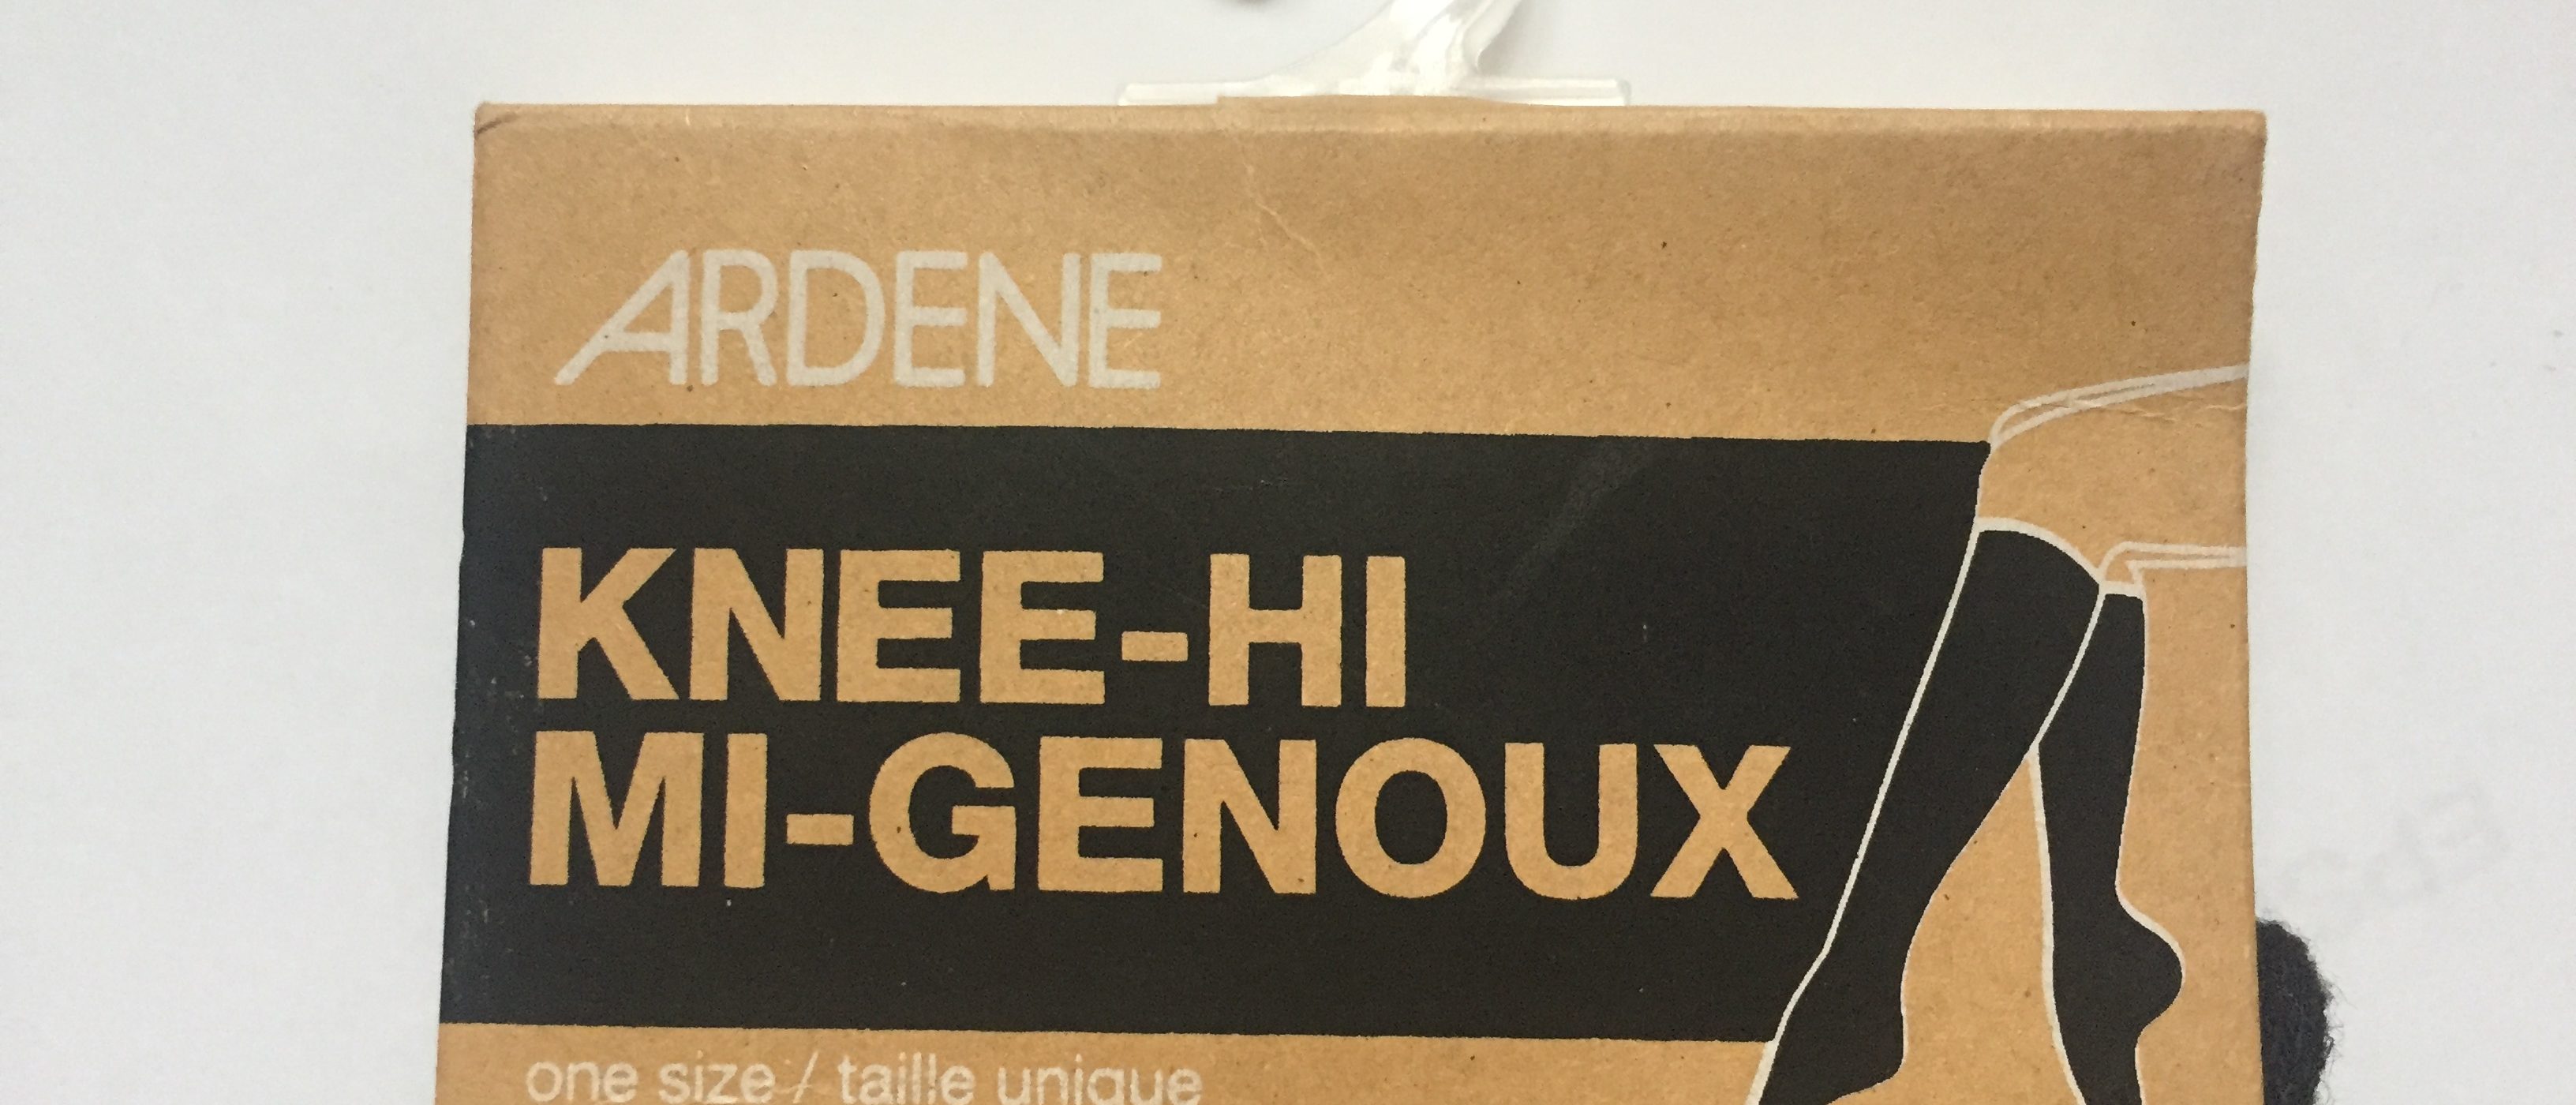 ARDENE
KNEE-HI
MI-GENOUX
one size / taille unique